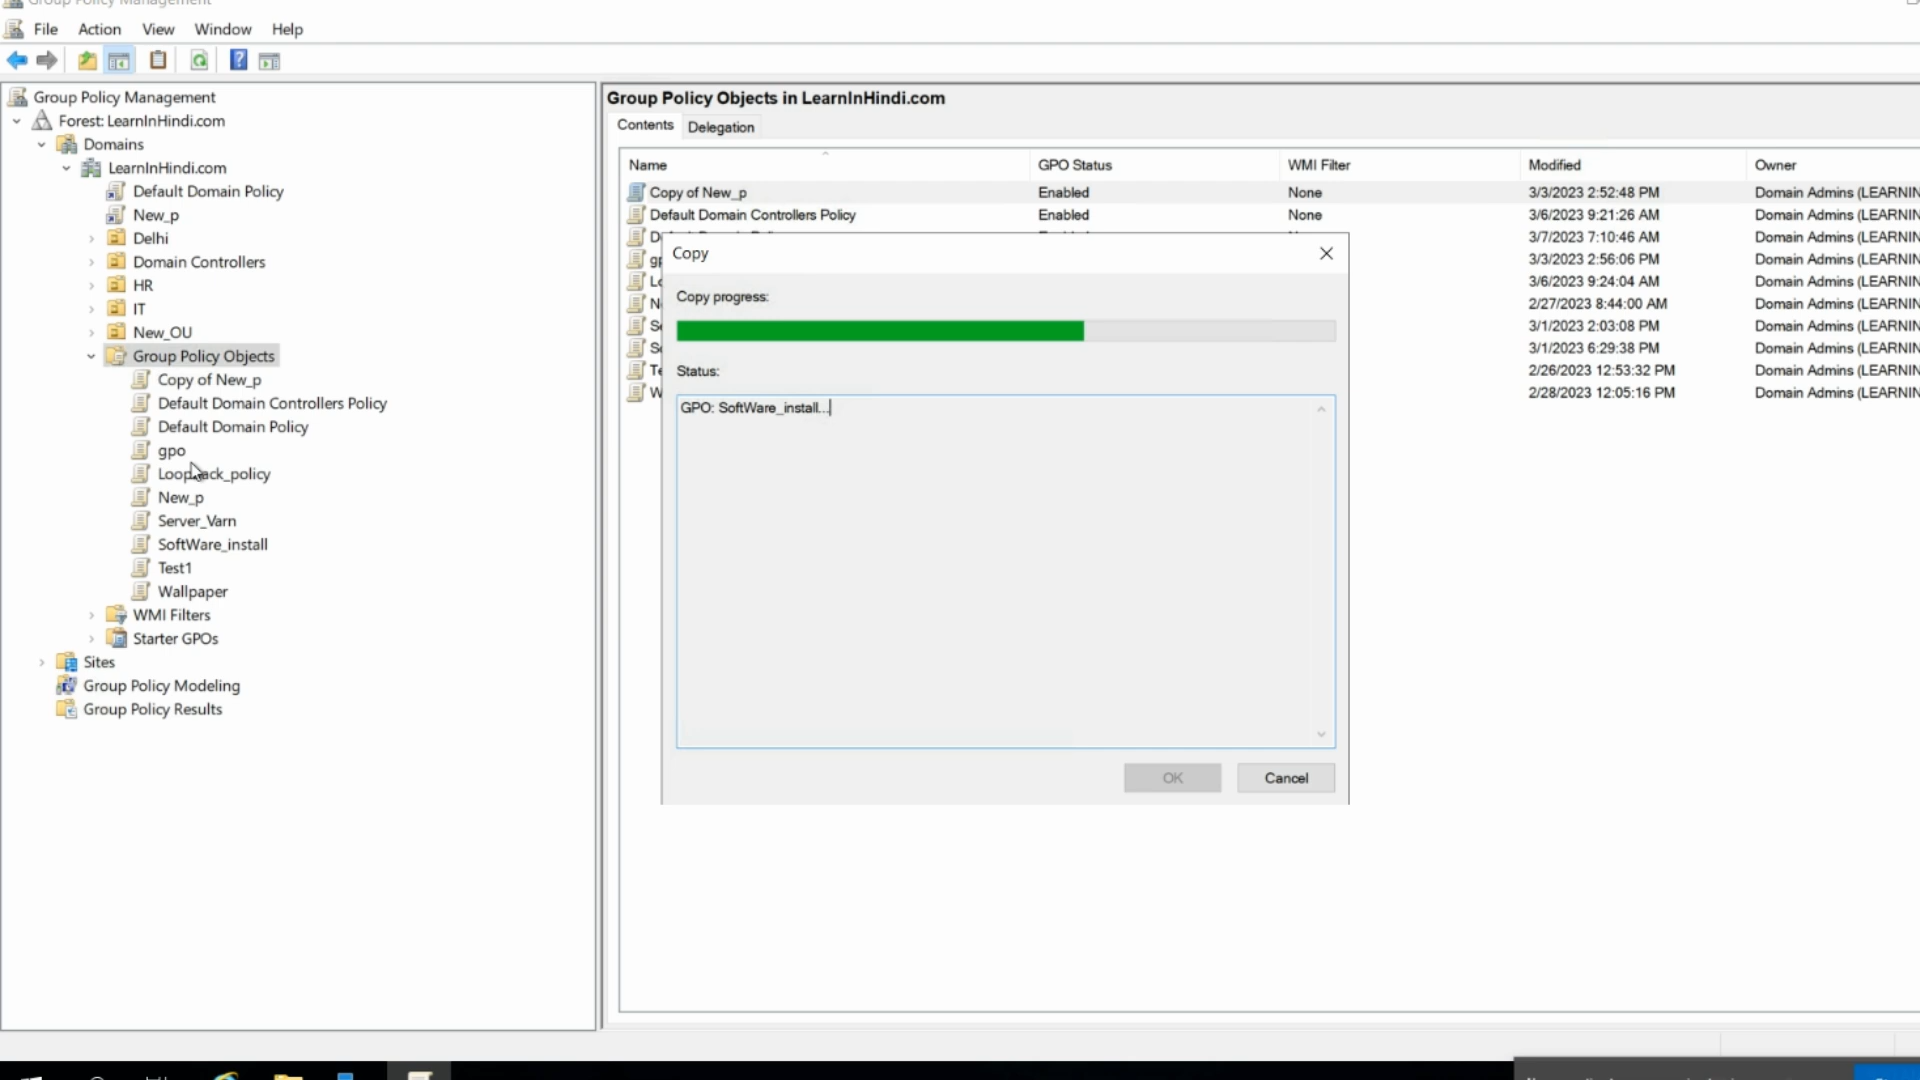 Group Policy Management
File Action View Window Help
Group Policy Management
Forest: LearnInHindi.com
Domains
LearnInHindi.com
Default Domain Policy
New_p
Delhi
Domain Controllers
HR
IT
New_OU
Group Policy Objects
Copy of New_p
Default Domain Controllers Policy
Default Domain Policy
gpo
New_p
Server_Varn
SoftWare_install
Test1
Wallpaper
WMI Filters
Starter GPOs
Sites
Group Policy Modeling
Group Policy Results
Group Policy Objects in LearnInHindi.com
Contents Delegation
Name GPO Status WMI Filter Modified Owner
Copy of New_p Enabled None 3/3/2023 2:52:48 PM Domain Admins (LEARNIN
Default Domain Controllers Policy Enabled None 3/6/2023 9:21:26 AM Domain Admins (LEARNIN
3/7/2023 7:10:46 AM Domain Admins (LEARNIN
3/3/2023 2:56:06 PM Domain Admins (LEARNIN
3/6/2023 9:24:04 AM Domain Admins (LEARNIN
2/27/2023 8:44:00 AM Domain Admins (LEARNIN
3/1/2023 2:03:08 PM Domain Admins (LEARNIN
3/1/2023 6:29:38 PM Domain Admins (LEARNIN
2/26/2023 12:53:32 PM Domain Admins (LEARNIN
2/28/2023 12:05:16 PM Domain Admins (LEARNIN
Copy
Copy progress:
Status:
GPO: SoftWare_install...
OK Cancel